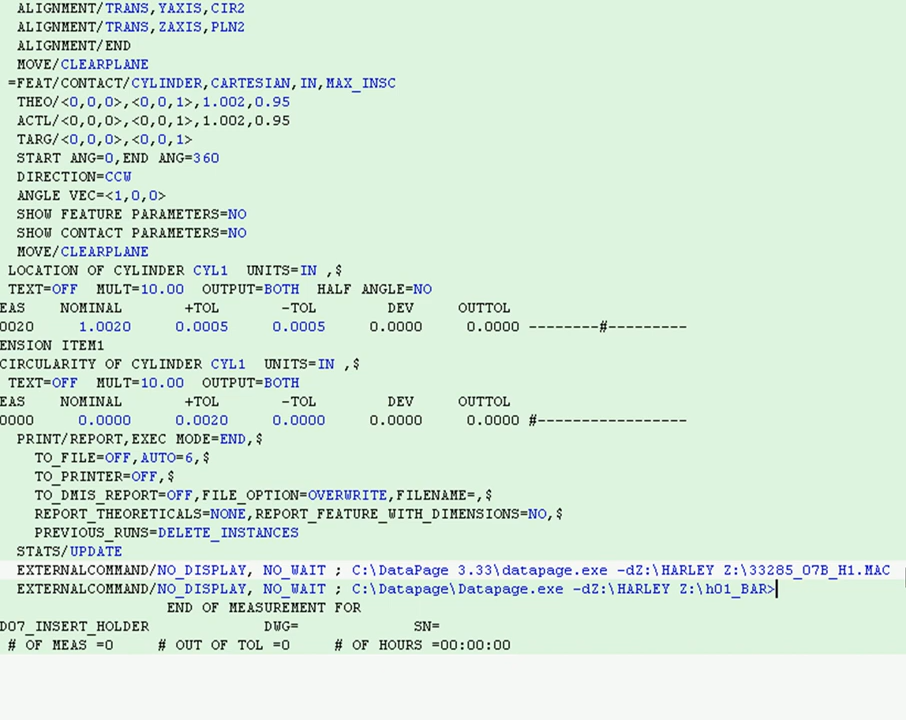 ALIGNMENT/TRANS,YAXIS,CIR2
ALIGNMENT/TRANS,ZAXIS,PLN2
ALIGNMENT/END
MOVE/CLEARPLANE
=FEAT/CONTACT/CYLINDER,CARTESIAN,IN,MAX_INSC
THEO/<0,0,0>,<0,0,1>,1.002,0.95
ACTL/<0,0,0>,<0,0,1>,1.002,0.95
TARG/<0,0,0>,<0,0,1>
START ANG=0,END ANG=360
DIRECTION=CCW
ANGLE VEC=<1,0,0>
SHOW FEATURE PARAMETERS=NO
SHOW CONTACT PARAMETERS=NO
MOVE/CLEARPLANE
LOCATION OF CYLINDER CYL1 UNITS=IN ,$
TEXT=OFF MULT=10.00 OUTPUT=BOTH HALF ANGLE=NO
EAS NOMINAL +TOL -TOL DEV OUTTOL
0020 1.0020 0.0005 0.0005 0.0000 0.0000 --------#---------
ENSION ITEM1
CIRCULARITY OF CYLINDER CYL1 UNITS=IN ,$
TEXT=OFF MULT=10.00 OUTPUT=BOTH
EAS NOMINAL +TOL -TOL DEV OUTTOL
0000 0.0000 0.0020 0.0000 0.0000 0.0000 #-----------------
PRINT/REPORT,EXEC MODE=END,$
TO_FILE=OFF,AUTO=6,$
TO_PRINTER=OFF,$
TO_DMIS_REPORT=OFF,FILE_OPTION=OVERWRITE,FILENAME=,$
REPORT_THEORETICALS=NONE,REPORT_FEATURE_WITH_DIMENSIONS=NO,$
PREVIOUS_RUNS=DELETE_INSTANCES
STATS/UPDATE
EXTERNALCOMMAND/NO_DISPLAY, NO_WAIT ; C:\DataPage 3.33\datapage.exe -dZ:\HARLEY Z:\33285_07B_H1.MAC
EXTERNALCOMMAND/NO_DISPLAY, NO_WAIT ; C:\Datapage\Datapage.exe -dZ:\HARLEY Z:\h01_BAR>
END OF MEASUREMENT FOR
D07_INSERT_HOLDER DWG= SN=
# OF MEAS =0 # OUT OF TOL =0 # OF HOURS =00:00:00